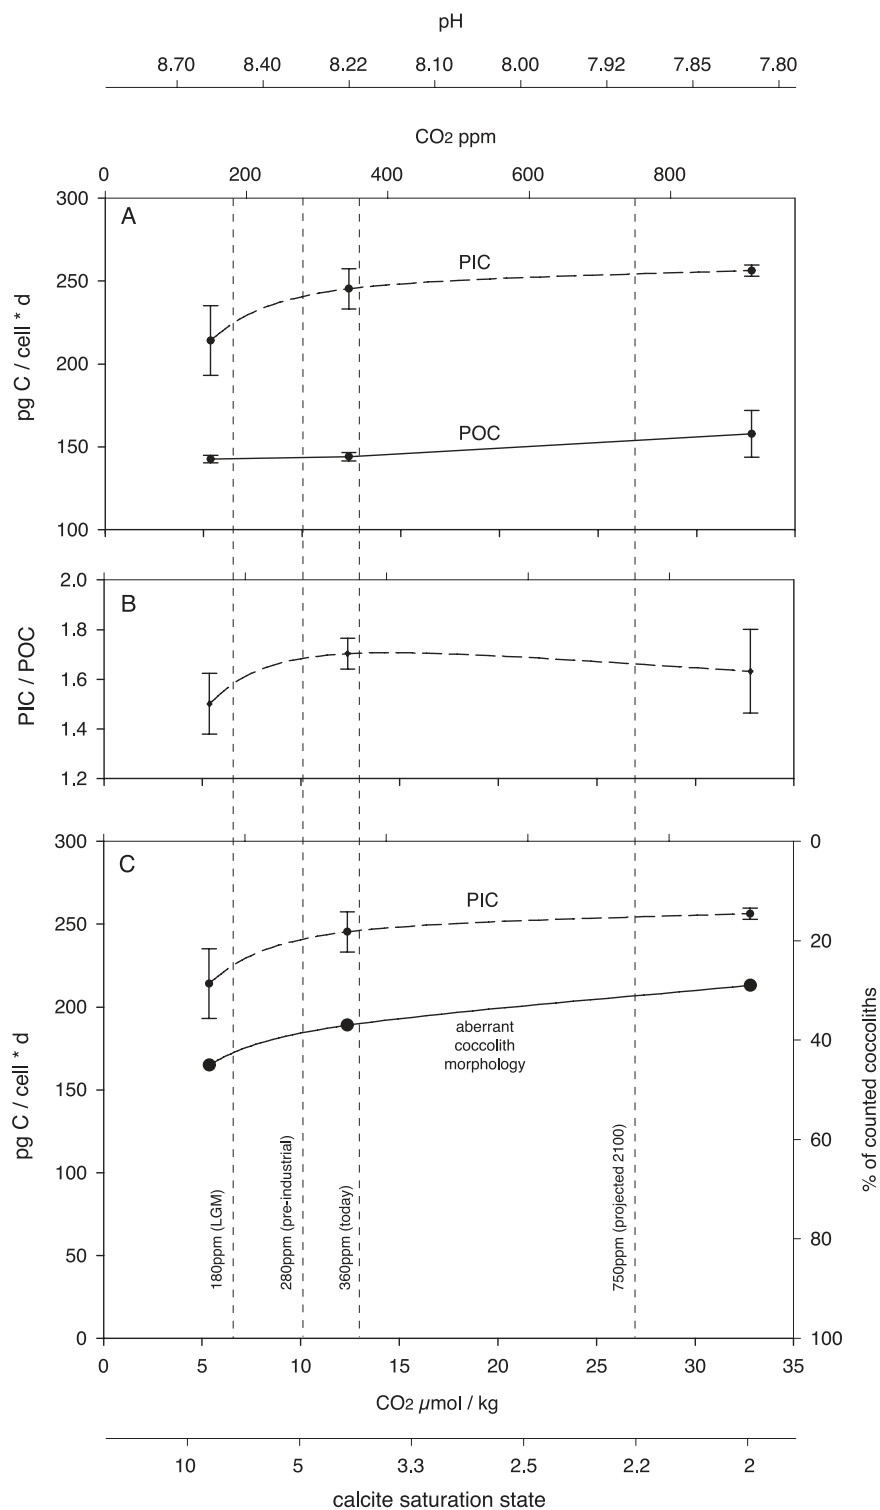 pH
8.70 8.40 8.22 8.10 8.00 7.92 7.85 7.80
CO2 ppm
0 200 400 600 800
300
A
PIC
250
200
POC
150
100
pg C / cell * d
2.0
B
1.8
1.6
1.4
1.2
PIC / POC
300 0
C
PIC
250
20
200
aberrant
coccolith
morphology
40
150
60
100
80
50
0 100
pg C / cell * d
% of counted coccoliths
180ppm (LGM)
280ppm (pre-industrial)
360ppm (today)
750ppm (projected 2100)
0 5 10 15 20 25 30 35
CO2 µmol / kg
10 5 3.3 2.5 2.2 2
calcite saturation state